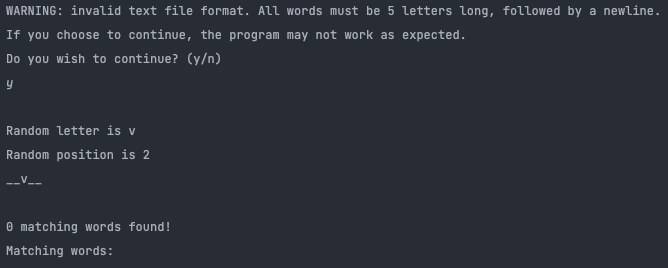 WARNING: invalid text file format. All words must be 5 letters long, followed by a newline.
If you choose to continue, the program may not work as expected.
Do you wish to continue? (y/n)
y
Random letter is v
Random position is 2
__v__
0 matching words found!
Matching words: